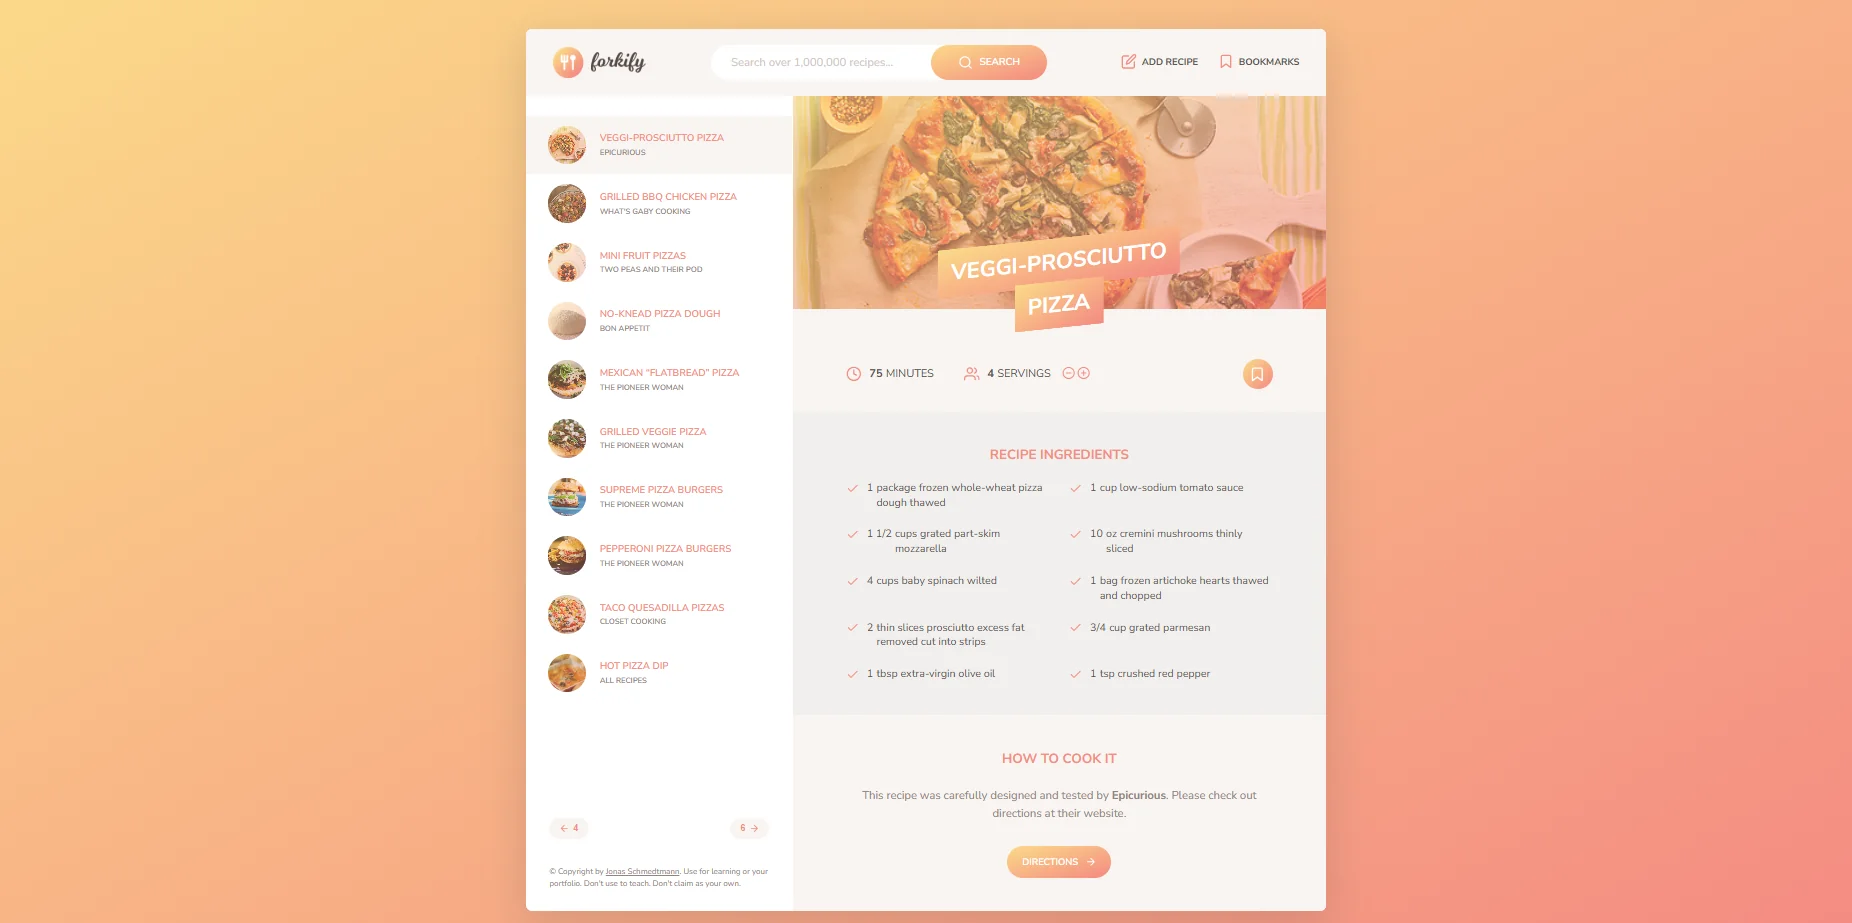 forkify
Search over 1,000,000 recipes...
SEARCH
ADD RECIPE
BOOKMARKS
VEGGI-PROSCIUTTO PIZZA
EPICURIOUS
GRILLED BBQ CHICKEN PIZZA
WHAT'S GABY COOKING
MINI FRUIT PIZZAS
TWO PEAS AND THEIR POD
NO-KNEAD PIZZA DOUGH
BON APPETIT
MEXICAN “FLATBREAD” PIZZA
THE PIONEER WOMAN
GRILLED VEGGIE PIZZA
THE PIONEER WOMAN
SUPREME PIZZA BURGERS
THE PIONEER WOMAN
PEPPERONI PIZZA BURGERS
THE PIONEER WOMAN
TACO QUESADILLA PIZZAS
CLOSET COOKING
HOT PIZZA DIP
ALL RECIPES
← 4
6 →
© Copyright by Jonas Schmedtmann. Use for learning or your
portfolio. Don't use to teach. Don't claim as your own.
VEGGI-PROSCIUTTO
PIZZA
75 MINUTES
4 SERVINGS
RECIPE INGREDIENTS
1 package frozen whole-wheat pizza
dough thawed
1 cup low-sodium tomato sauce
1 1/2 cups grated part-skim
mozzarella
10 oz cremini mushrooms thinly
sliced
4 cups baby spinach wilted
1 bag frozen artichoke hearts thawed
and chopped
2 thin slices prosciutto excess fat
removed cut into strips
3/4 cup grated parmesan
1 tbsp extra-virgin olive oil
1 tsp crushed red pepper
HOW TO COOK IT
This recipe was carefully designed and tested by Epicurious. Please check out
directions at their website.
DIRECTIONS →